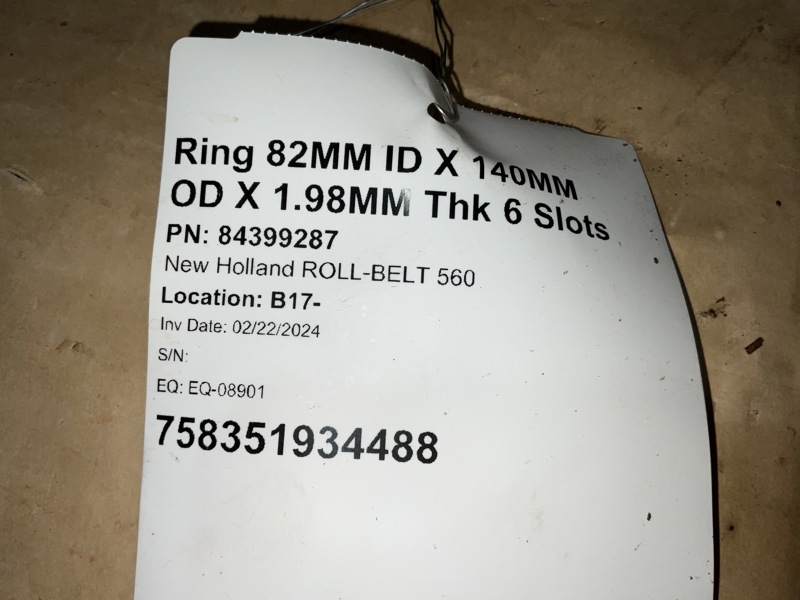 Ring 82MM ID X 140MM
OD X 1.98MM Thk 6 Slots
PN: 84399287
New Holland ROLL-BELT 560
Location: B17-
Inv Date: 02/22/2024
S/N:
EQ: EQ-08901
758351934488